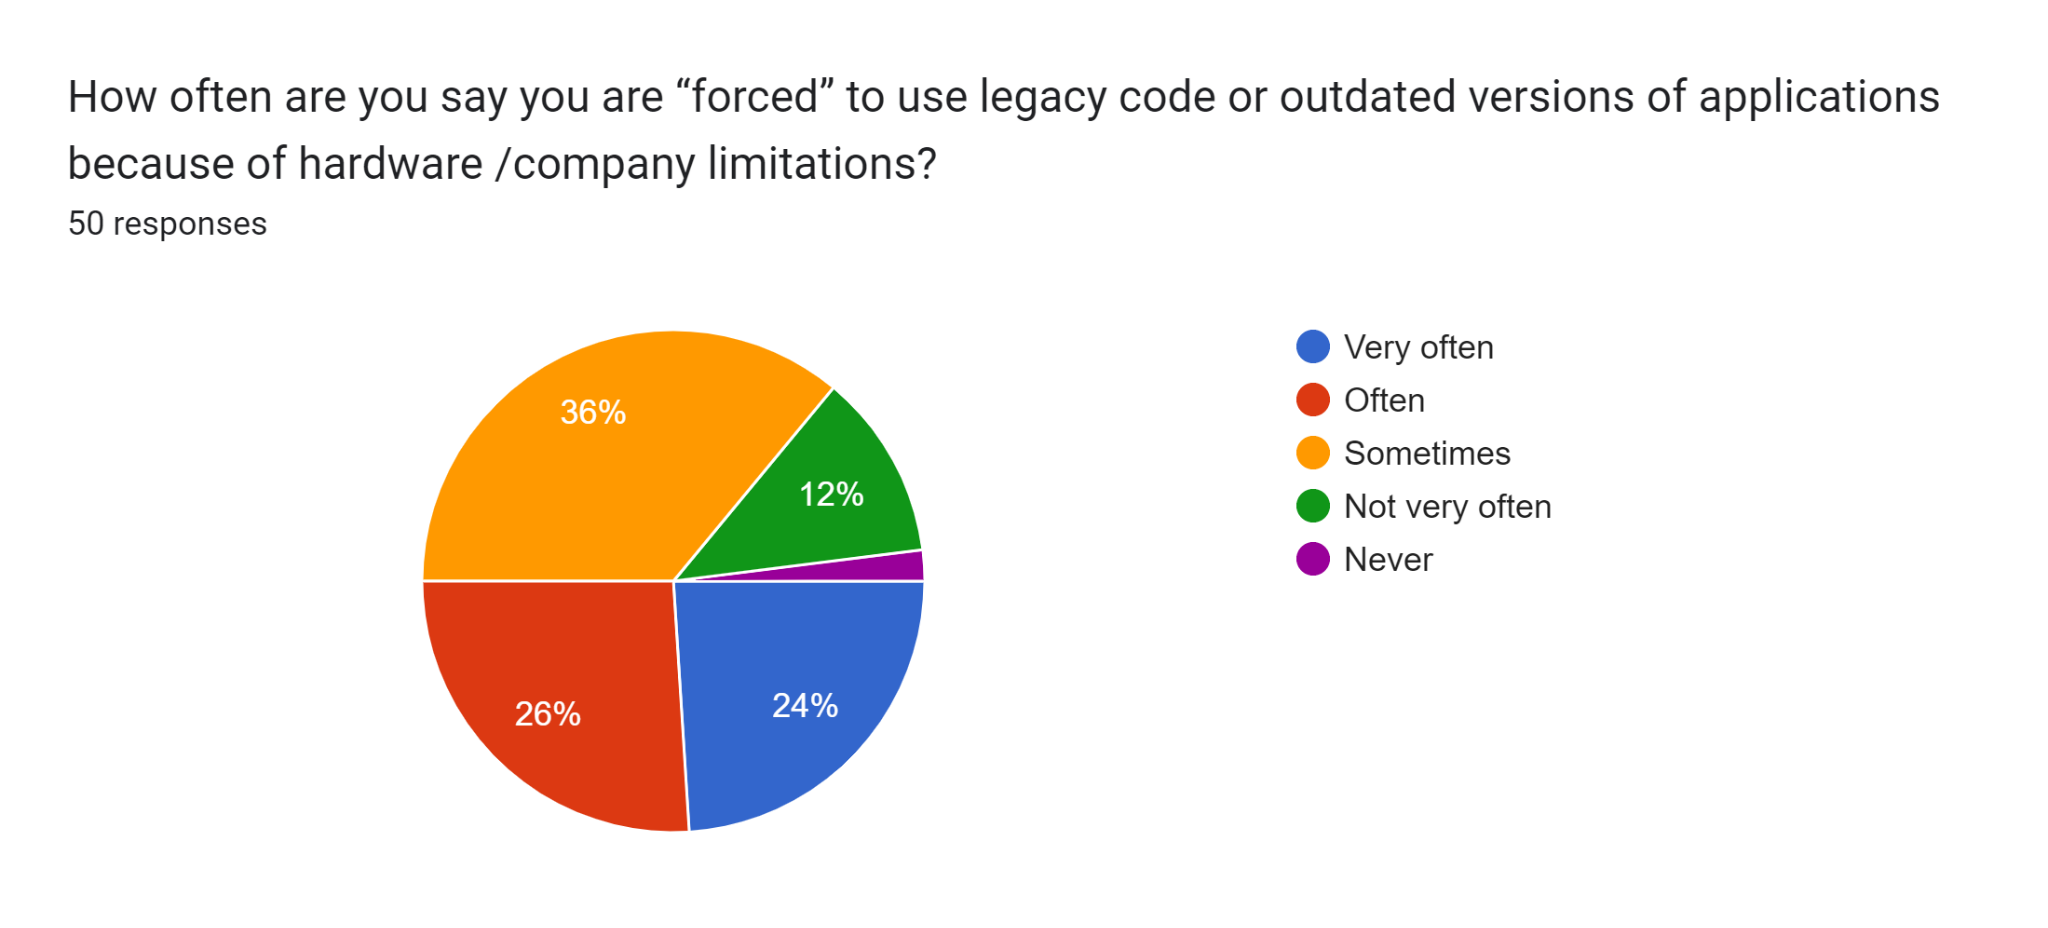 How often are you say you are “forced” to use legacy code or outdated versions of applications
because of hardware /company limitations?
50 responses
36%
12%
26%
24%
Very often
Often
Sometimes
Not very often
Never